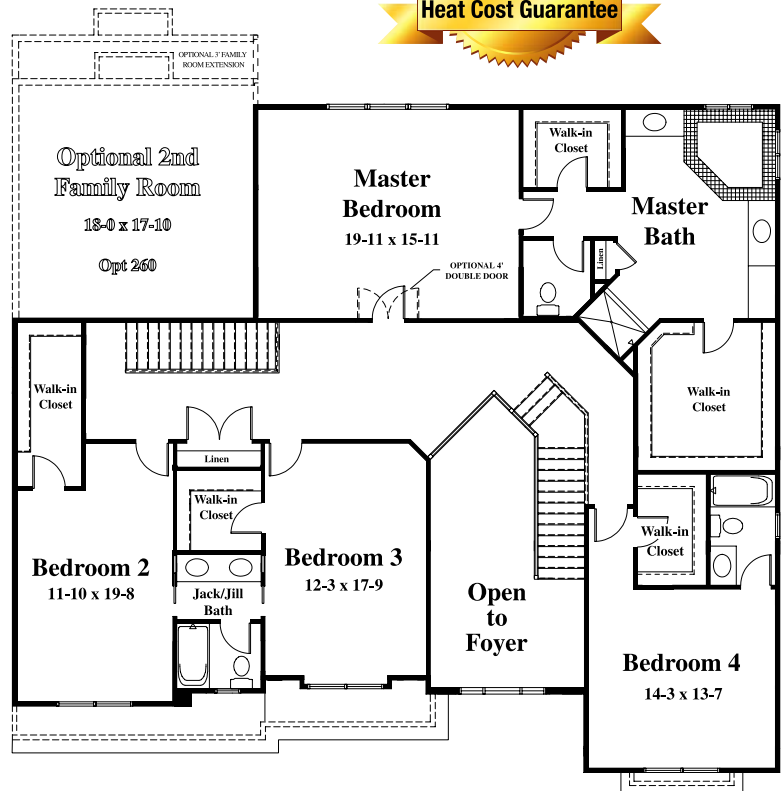 Heat Cost Guarantee
OPTIONAL 3' FAMILY
ROOM EXTENSION
Optional 2nd
Family Room
18-0 x 17-10
Opt 260
Master
Bedroom
19-11 x 15-11
OPTIONAL 4'
DOUBLE DOOR
Walk-in
Closet
Master
Bath
Linen
Walk-in
Closet
Walk-in
Closet
Linen
Walk-in
Closet
Walk-in
Closet
Bedroom 2
11-10 x 19-8
Jack/Jill
Bath
Bedroom 3
12-3 x 17-9
Open
to
Foyer
Bedroom 4
14-3 x 13-7